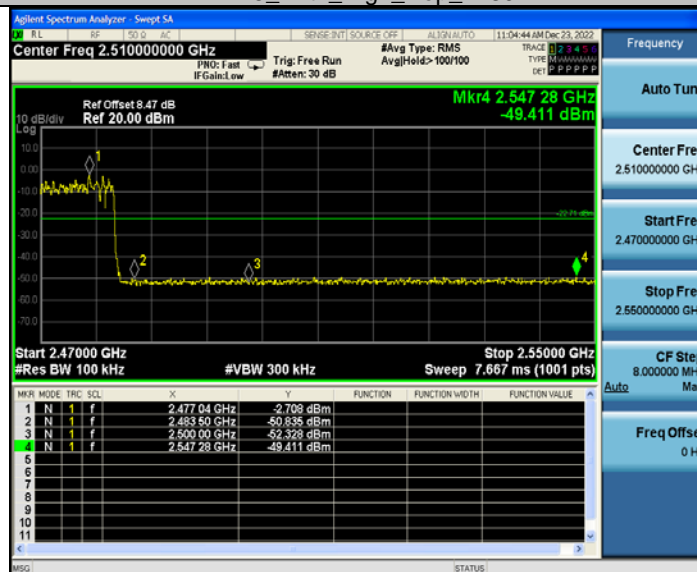 Agilent Spectrum Analyzer - Swept SA
RL RF 50 Ω AC SENSE:INT SOURCE OFF ALIGN AUTO 11:04:44 AM Dec 23, 2022
Center Freq 2.510000000 GHz
PNO: Fast
IFGain:Low
Trig: Free Run
#Atten: 30 dB
#Avg Type: RMS
Avg|Hold:>100/100
TRACE 1 2 3 4 5 6
TYPE
DET P P P P P P
Ref Offset 8.47 dB
Ref 20.00 dBm
10 dB/div
Log
Mkr4 2.547 28 GHz
-49.411 dBm
10.0
0.00
-10.0
-20.0
-30.0
-40.0
-50.0
-60.0
-70.0
1
2
3
4
-22.71 dBm
Start 2.47000 GHz Stop 2.55000 GHz
#Res BW 100 kHz #VBW 300 kHz Sweep 7.667 ms (1001 pts)
MKR MODE TRC SCL X Y FUNCTION FUNCTION WIDTH FUNCTION VALUE
1 N 1 f 2.477 04 GHz -2.708 dBm
2 N 1 f 2.483 50 GHz -50.835 dBm
3 N 1 f 2.500 00 GHz -52.328 dBm
4 N 1 f 2.547 28 GHz -49.411 dBm
5
6
7
8
9
10
11
MSG STATUS
Frequency
Auto Tun
Center Fre
2.510000000 GH
Start Fre
2.470000000 GH
Stop Fre
2.550000000 GH
CF Ste
8.000000 MH
Auto Ma
Freq Offse
0 H